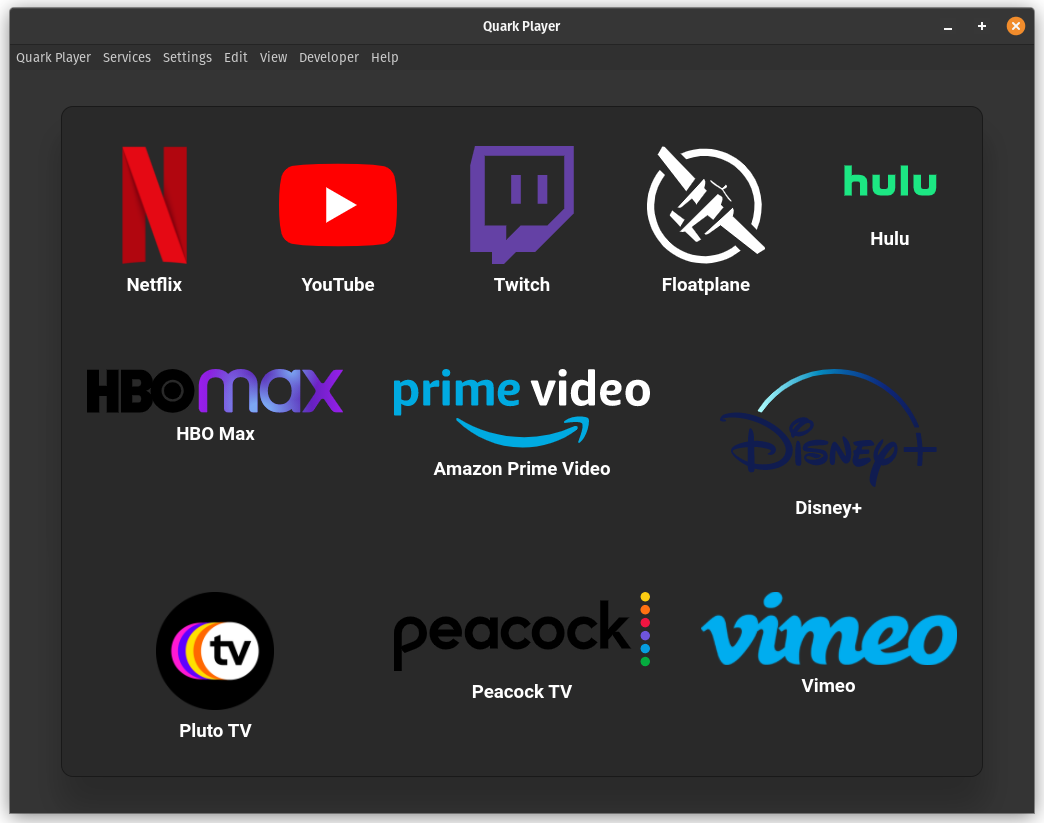 Quark Player
Quark Player Services Settings Edit View Developer Help
Netflix
YouTube
Twitch
Floatplane
hulu
Hulu
HBO max
HBO Max
prime video
Amazon Prime Video
Disney+
Disney+
tv
Pluto TV
peacock
Peacock TV
vimeo
Vimeo